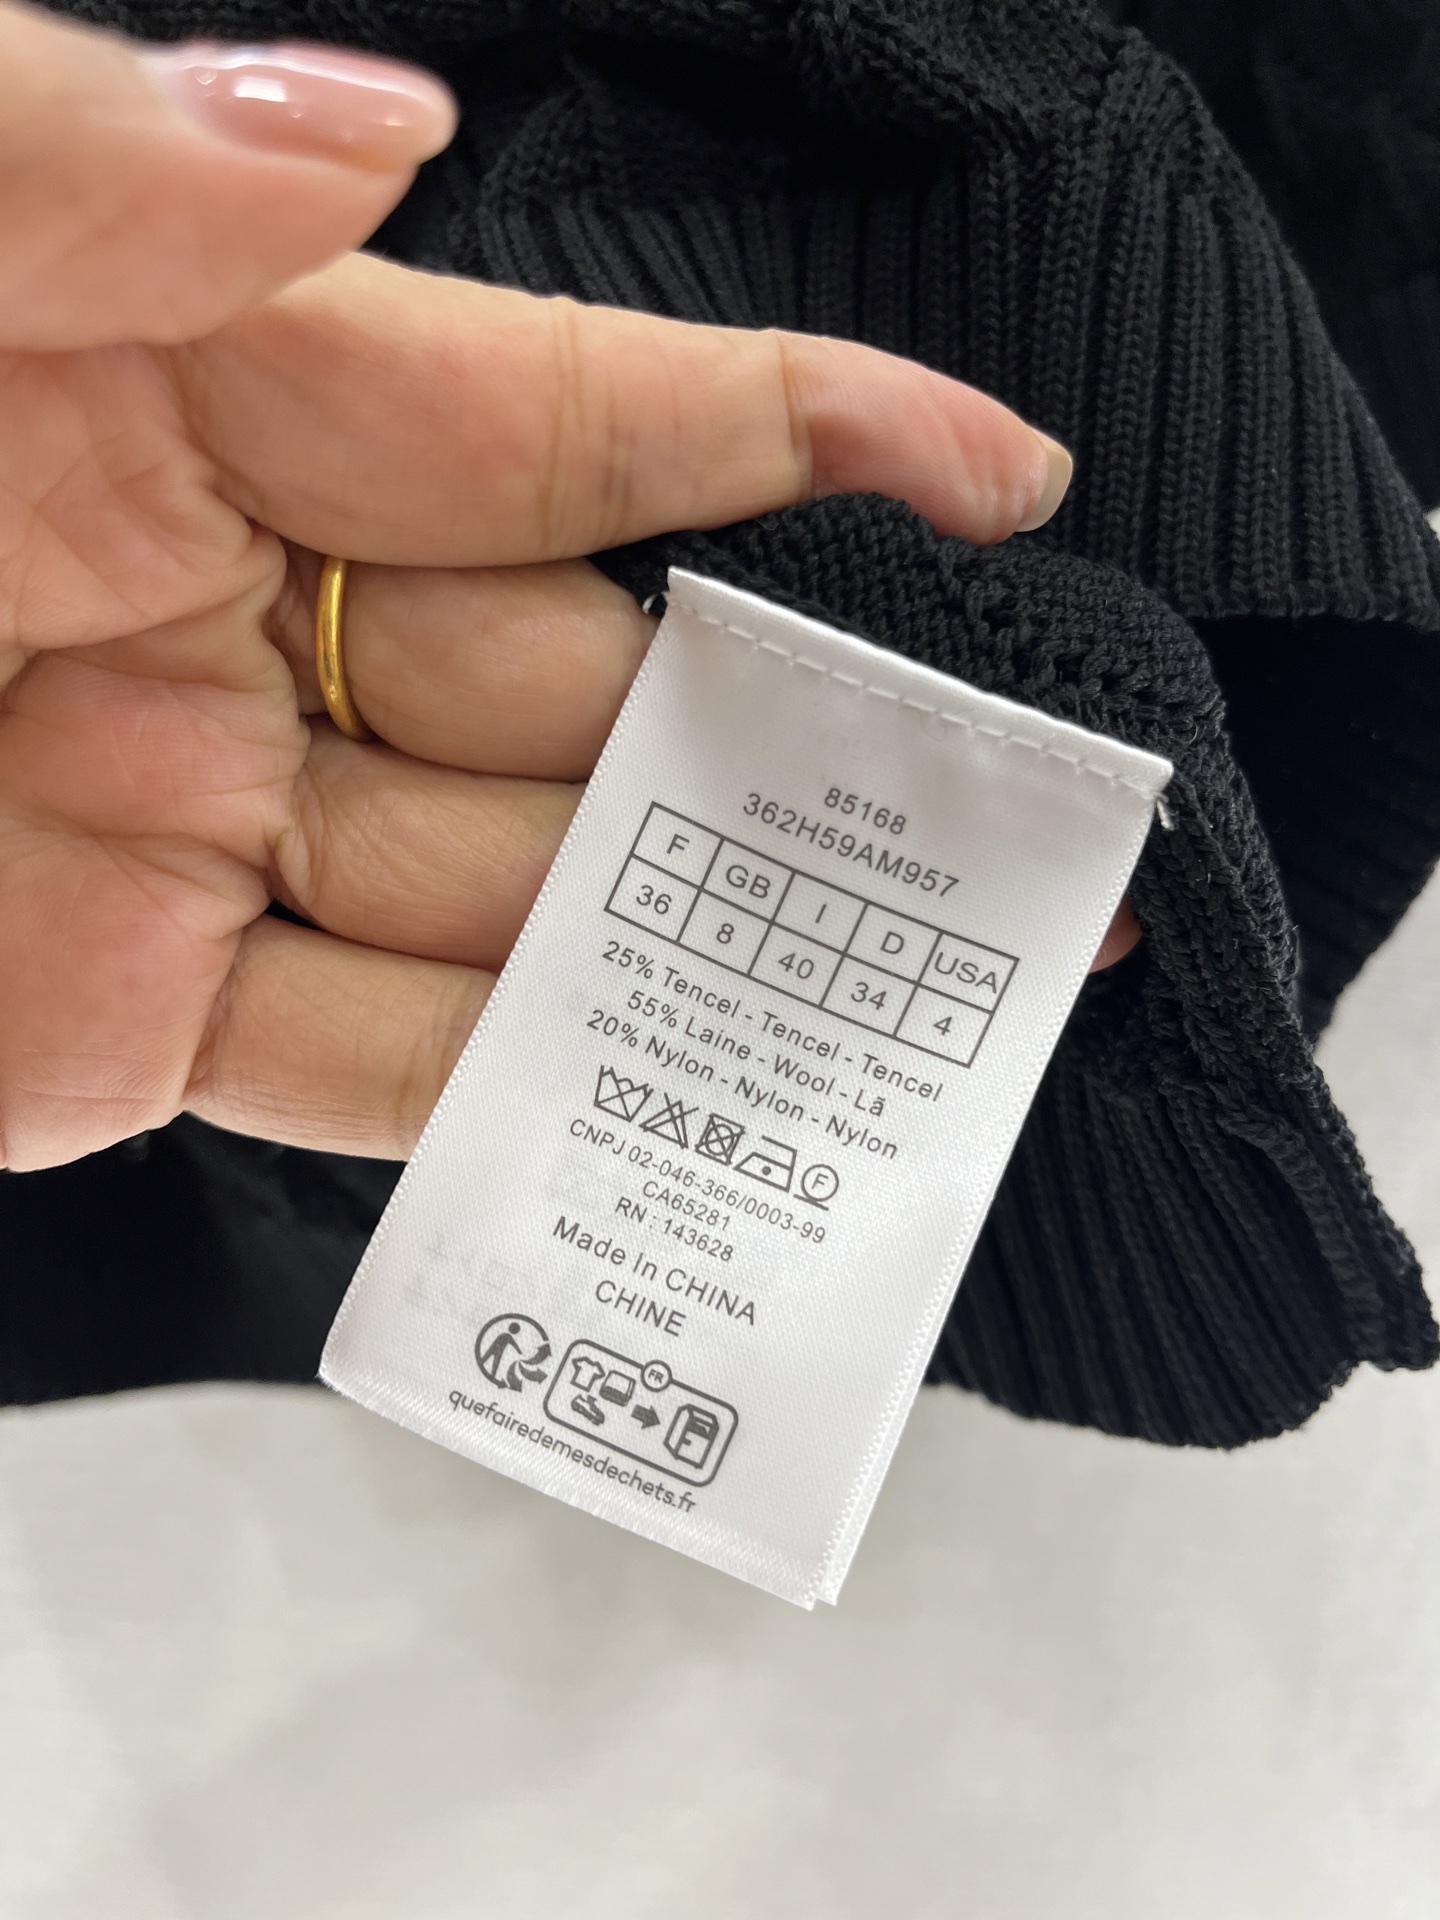 85168
362H59AM957
F GB I D USA
36 8 40 34 4
25% Tencel - Tencel - Tencel
55% Laine - Wool - Lã
20% Nylon - Nylon - Nylon
F
CNPJ 02-046-366/0003-99
CA65281
RN : 143628
Made In CHINA
CHINE
FR
quefairedemesdechets.fr